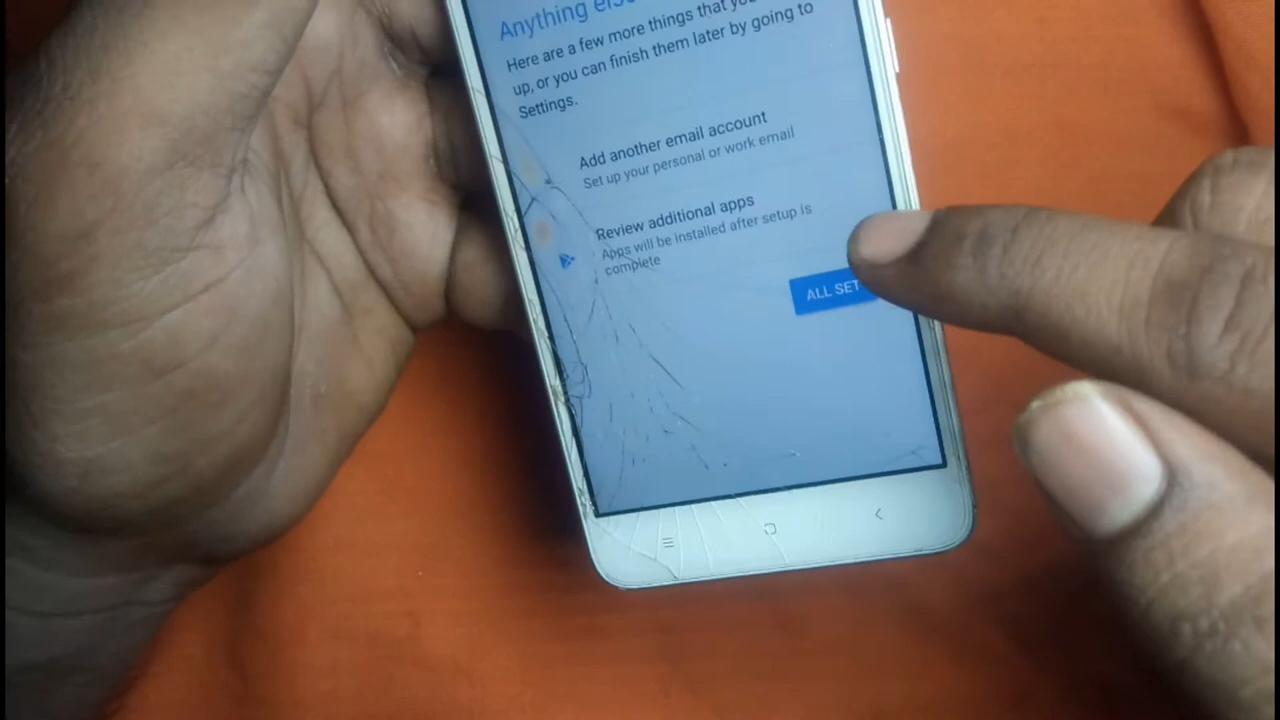 Anything
Here are a few more things that
up, or you can finish them later by going to
Settings.
Add another email account
Set up your personal or work email
Review additional apps
Apps will be installed after setup is
complete
ALL SET